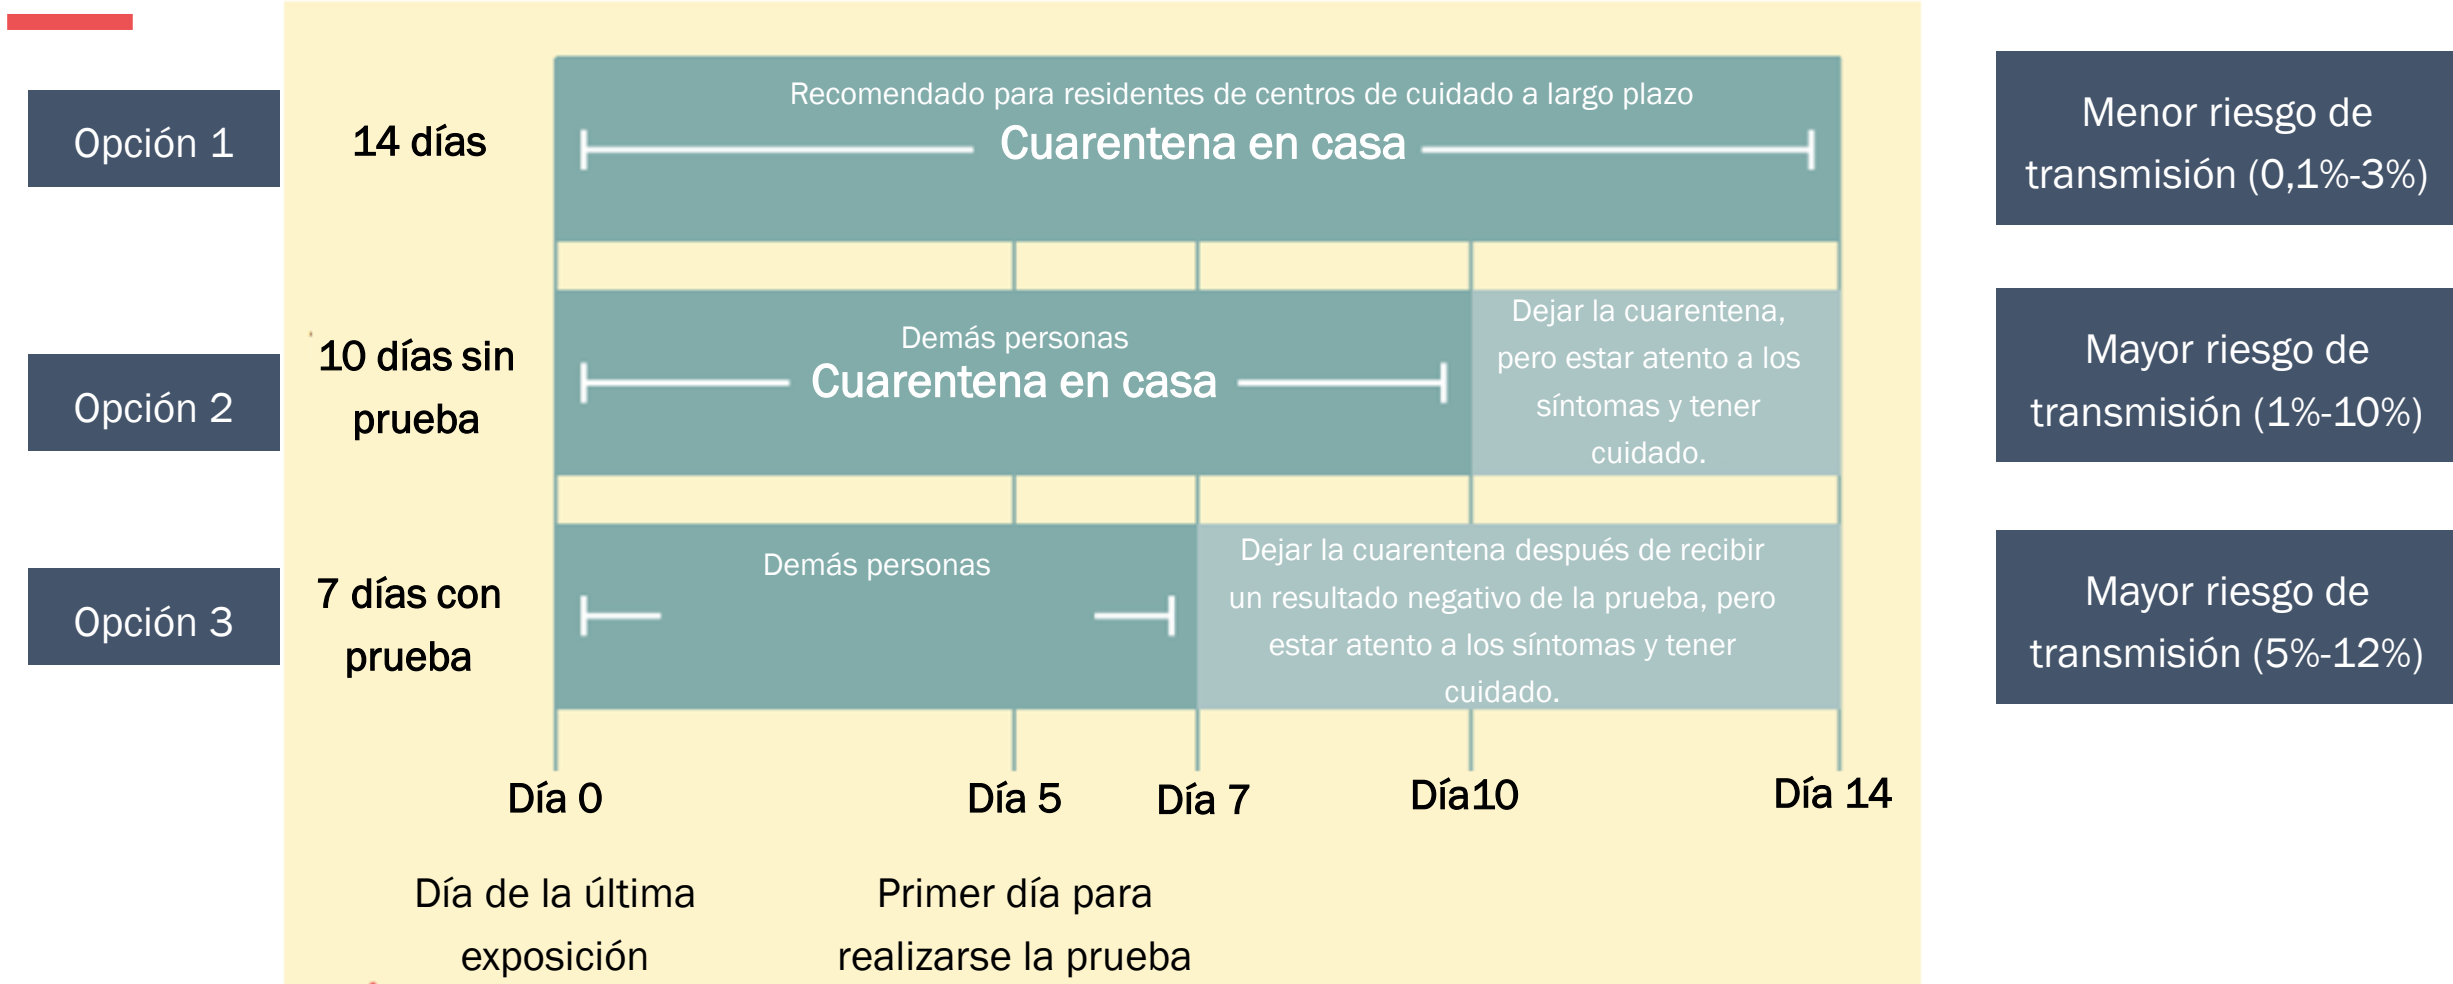 Opción 1
14 días
Recomendado para residentes de centros de cuidado a largo plazo
Cuarentena en casa
Menor riesgo de
transmisión (0,1%-3%)
Opción 2
10 días sin
prueba
Demás personas
Cuarentena en casa
Dejar la cuarentena,
pero estar atento a los
síntomas y tener
cuidado.
Mayor riesgo de
transmisión (1%-10%)
Opción 3
7 días con
prueba
Demás personas
Dejar la cuarentena después de recibir
un resultado negativo de la prueba, pero
estar atento a los síntomas y tener
cuidado.
Mayor riesgo de
transmisión (5%-12%)
Día 0
Día 5
Día 7
Día10
Día 14
Día de la última
exposición
Primer día para
realizarse la prueba